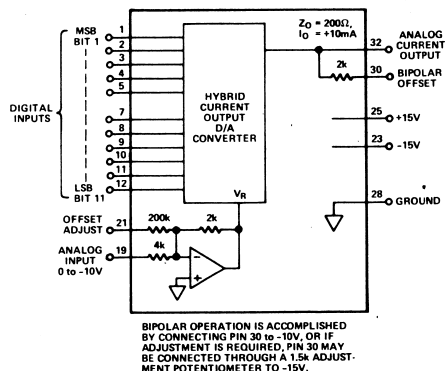 MSB
BIT 1
1
2
3
4
5
7
8
9
10
11
12
DIGITAL
INPUTS
LSB
BIT 11
HYBRID
CURRENT
OUTPUT
D/A
CONVERTER
V_R
Z_O = 200Ω,
I_O = +10mA
32
ANALOG
CURRENT
OUTPUT
2k
30
BIPOLAR
OFFSET
25
+15V
23
-15V
28
GROUND
OFFSET
ADJUST
21
200k
2k
ANALOG
INPUT
0 to -10V
19
4k
-
+
BIPOLAR OPERATION IS ACCOMPLISHED
BY CONNECTING PIN 30 to -10V, OR IF
ADJUSTMENT IS REQUIRED, PIN 30 MAY
BE CONNECTED THROUGH A 1.5k ADJUST-
MENT POTENTIOMETER TO -15V.